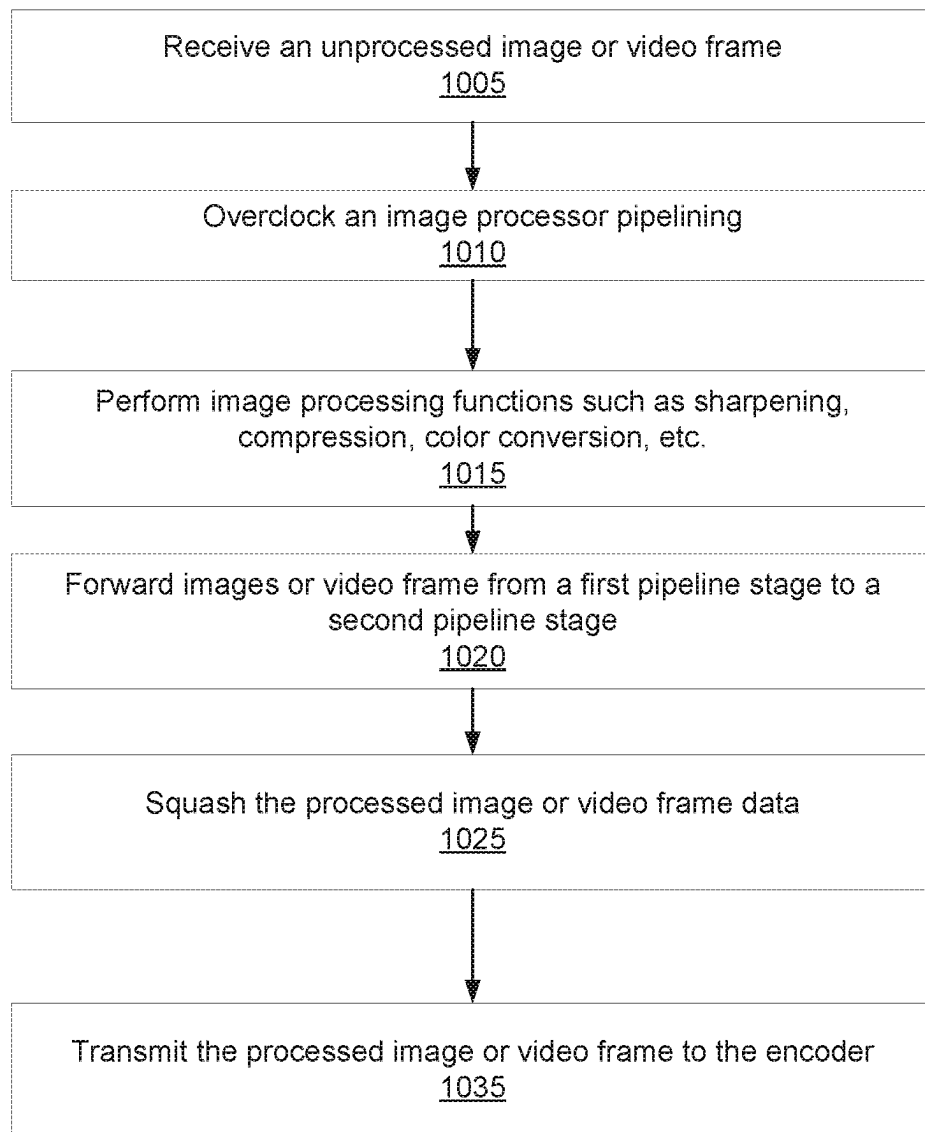 Receive an unprocessed image or video frame
1005
Overclock an image processor pipelining
1010
Perform image processing functions such as sharpening,
compression, color conversion, etc.
1015
Forward images or video frame from a first pipeline stage to a
second pipeline stage
1020
Squash the processed image or video frame data
1025
Transmit the processed image or video frame to the encoder
1035